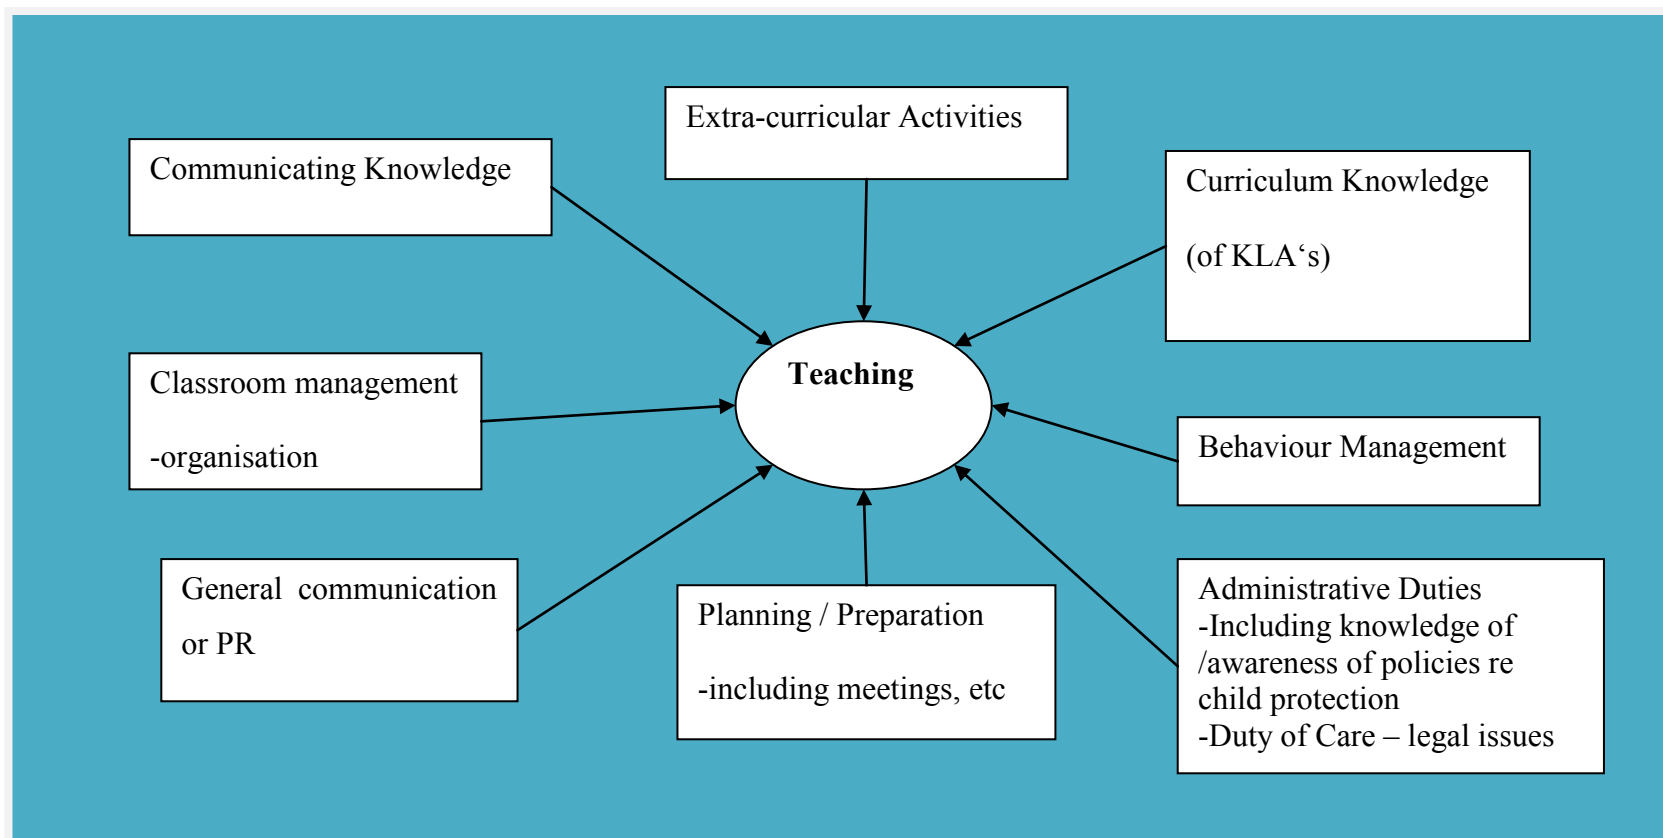 Extra-curricular Activities
Communicating Knowledge
Curriculum Knowledge
(of KLA‘s)
Teaching
Classroom management
-organisation
Behaviour Management
General communication
or PR
Planning / Preparation
-including meetings, etc
Administrative Duties
-Including knowledge of
/awareness of policies re
child protection
-Duty of Care – legal issues